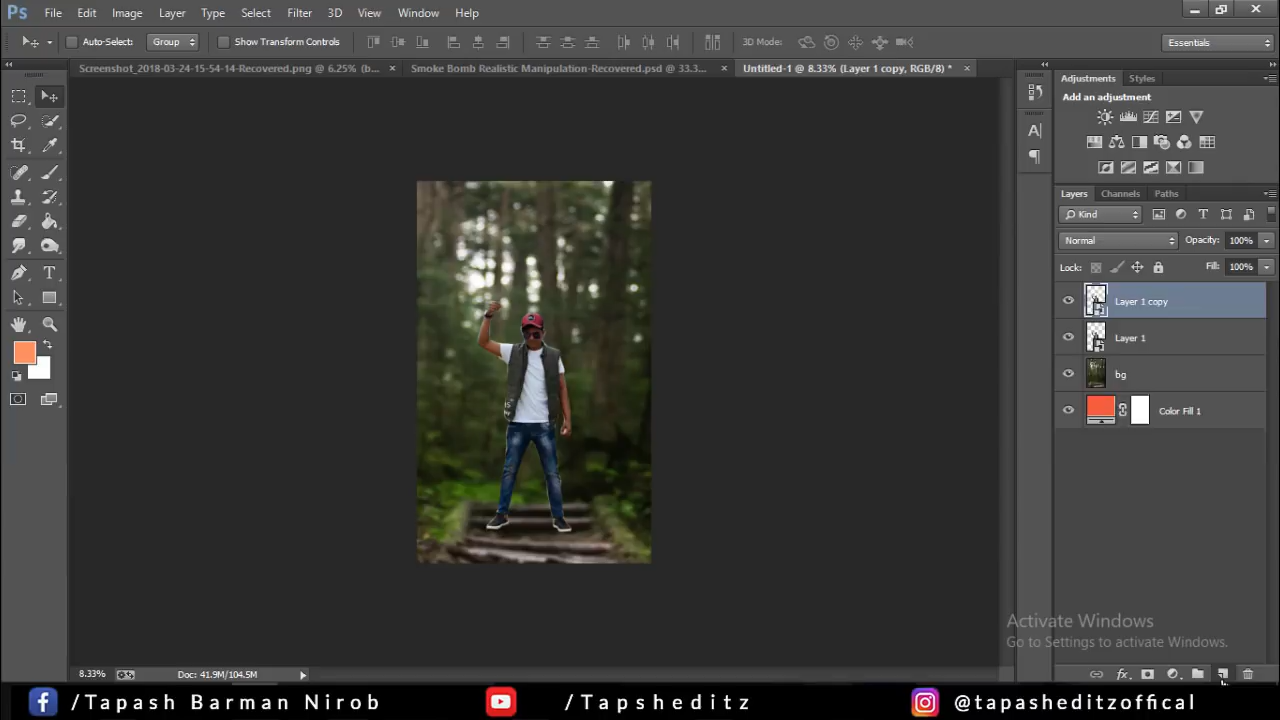 Ps File Edit Image Layer Type Select Filter 3D View Window Help
Auto-Select: Group Show Transform Controls 3D Mode: Essentials
Screenshot_2018-03-24-15-54-14-Recovered.png @ 6.25% (b... × Smoke Bomb Realistic Manipulation-Recovered.psd @ 33.3... × Untitled-1 @ 8.33% (Layer 1 copy, RGB/8) * ×
Adjustments Styles
Add an adjustment
Layers Channels Paths
Kind
Normal Opacity: 100%
Lock: Fill: 100%
Layer 1 copy
Layer 1
bg
Color Fill 1
Activate Windows
Go to Settings to activate Windows.
8.33% Doc: 41.9M/104.5M
/Tapash Barman Nirob /Tapsheditz @tapasheditzoffical